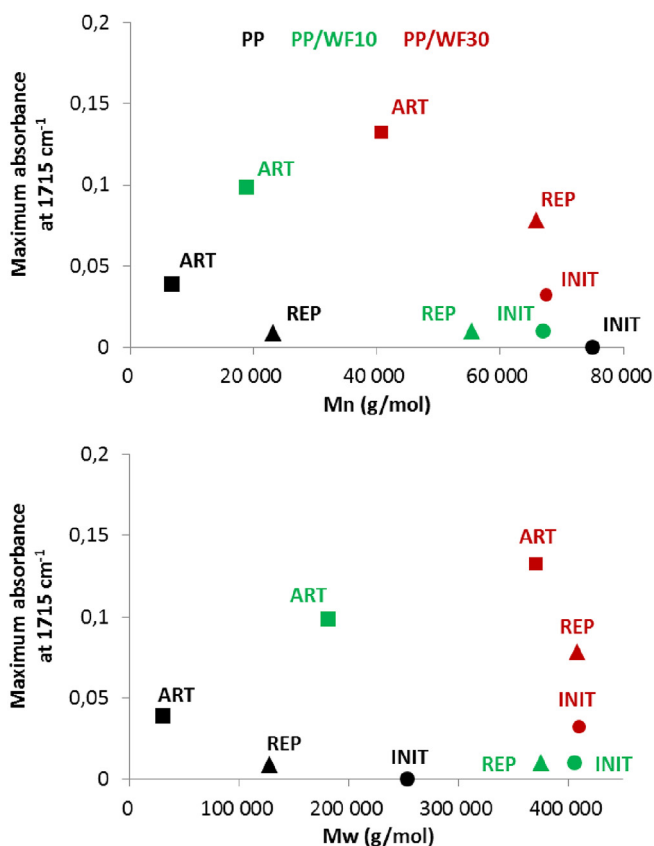 0,2
PP PP/WF10 PP/WF30
0,15
ART
ART
0,1
REP
ART
0,05
INIT
REP REP INIT INIT
0
0 20 000 40 000 60 000 80 000
Mn (g/mol)
Maximum absorbance
at 1715 cm⁻¹
0,2
0,15
ART
ART
0,1
REP
ART
0,05
INIT
REP INIT REP INIT
0
0 100 000 200 000 300 000 400 000
Mw (g/mol)
Maximum absorbance
at 1715 cm⁻¹